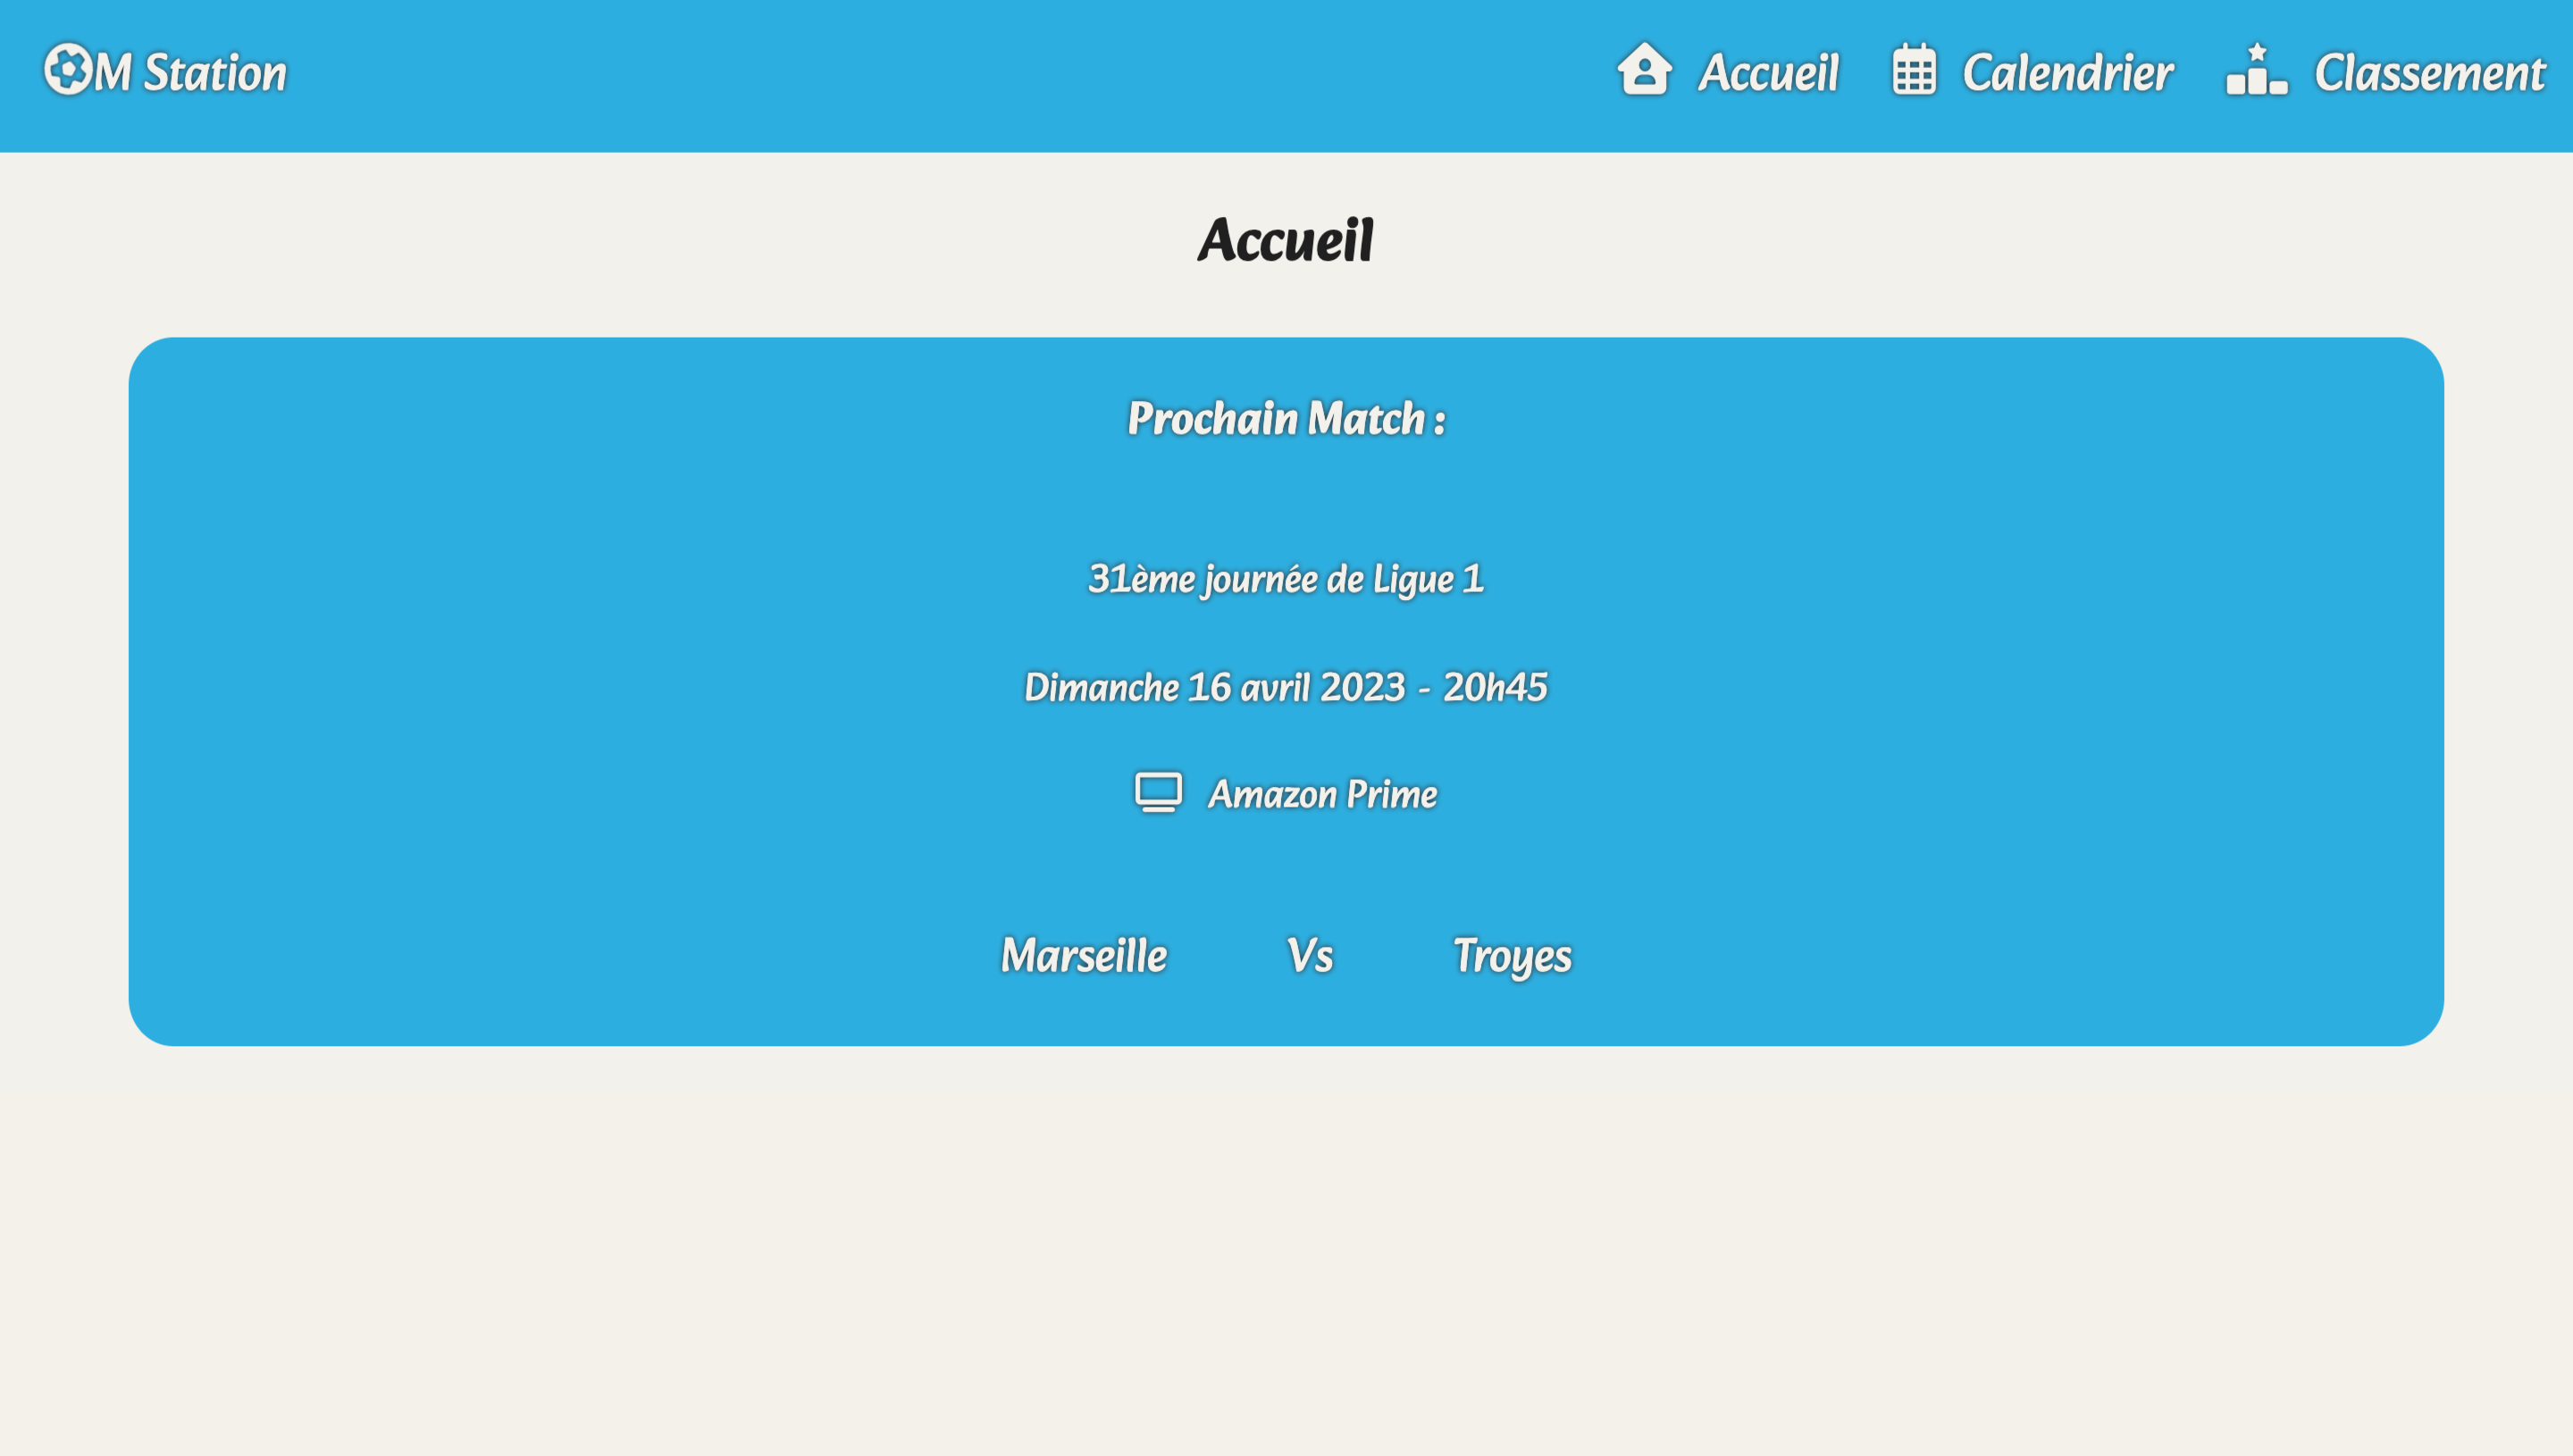 M Station
Accueil Calendrier Classement
Accueil
Prochain Match :
31ème journée de Ligue 1
Dimanche 16 avril 2023 - 20h45
Amazon Prime
Marseille Vs Troyes